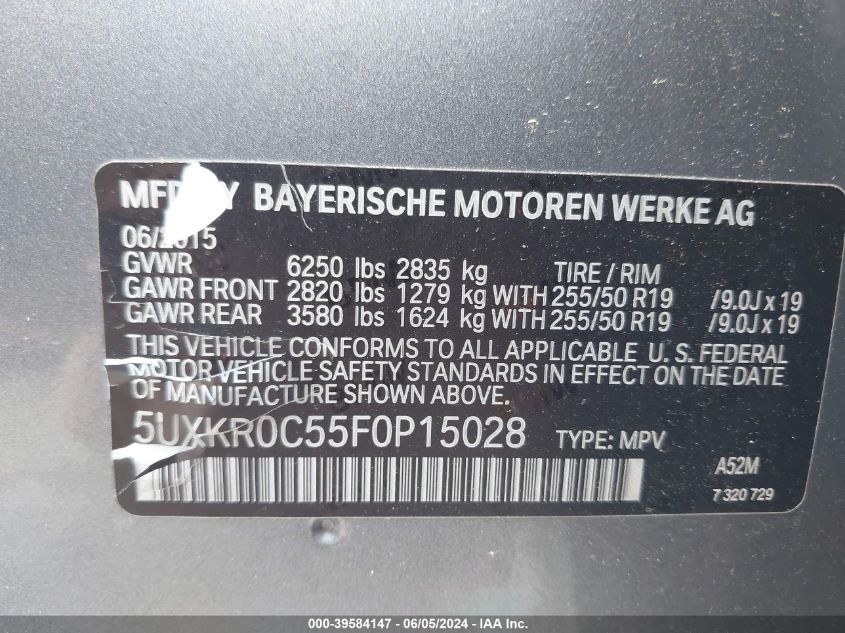 BAYERISCHE MOTOREN WERKE AG
GVWR 6250 lbs 2835 kg TIRE / RIM
GAWR FRONT 2820 lbs 1279 kg WITH 255/50 R19 /9.0J x 19
GAWR REAR 3580 lbs 1624 kg WITH 255/50 R19 /9.0J x 19
THIS VEHICLE CONFORMS TO ALL APPLICABLE U. S. FEDERAL
MOTOR VEHICLE SAFETY STANDARDS IN EFFECT ON THE DATE
OF MANUFACTURE SHOWN ABOVE.
5UXKR0C55F0P15028 TYPE: MPV
A52M
7 320 729
000-39584147 - 06/05/2024 - IAA Inc.